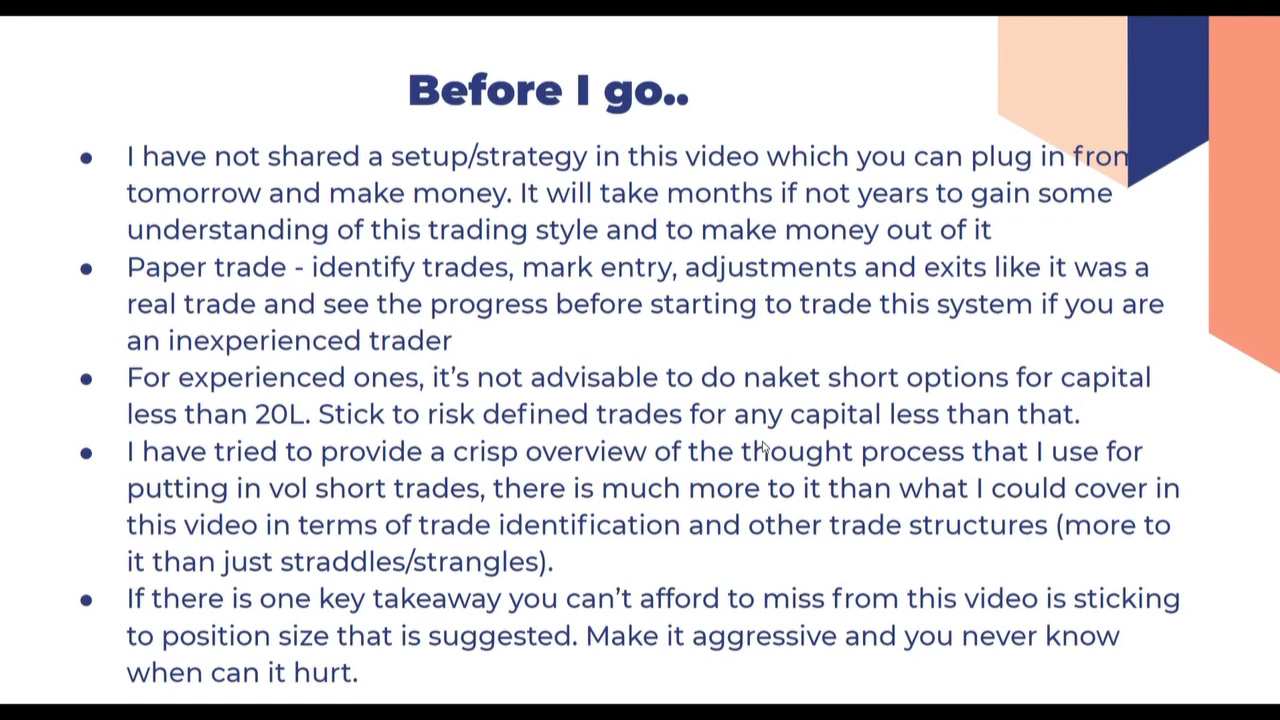 Before I go..
● I have not shared a setup/strategy in this video which you can plug in from
tomorrow and make money. It will take months if not years to gain some
understanding of this trading style and to make money out of it
● Paper trade - identify trades, mark entry, adjustments and exits like it was a
real trade and see the progress before starting to trade this system if you are
an inexperienced trader
● For experienced ones, it's not advisable to do naket short options for capital
less than 20L. Stick to risk defined trades for any capital less than that.
● I have tried to provide a crisp overview of the thought process that I use for
putting in vol short trades, there is much more to it than what I could cover in
this video in terms of trade identification and other trade structures (more to
it than just straddles/strangles).
● If there is one key takeaway you can't afford to miss from this video is sticking
to position size that is suggested. Make it aggressive and you never know
when can it hurt.